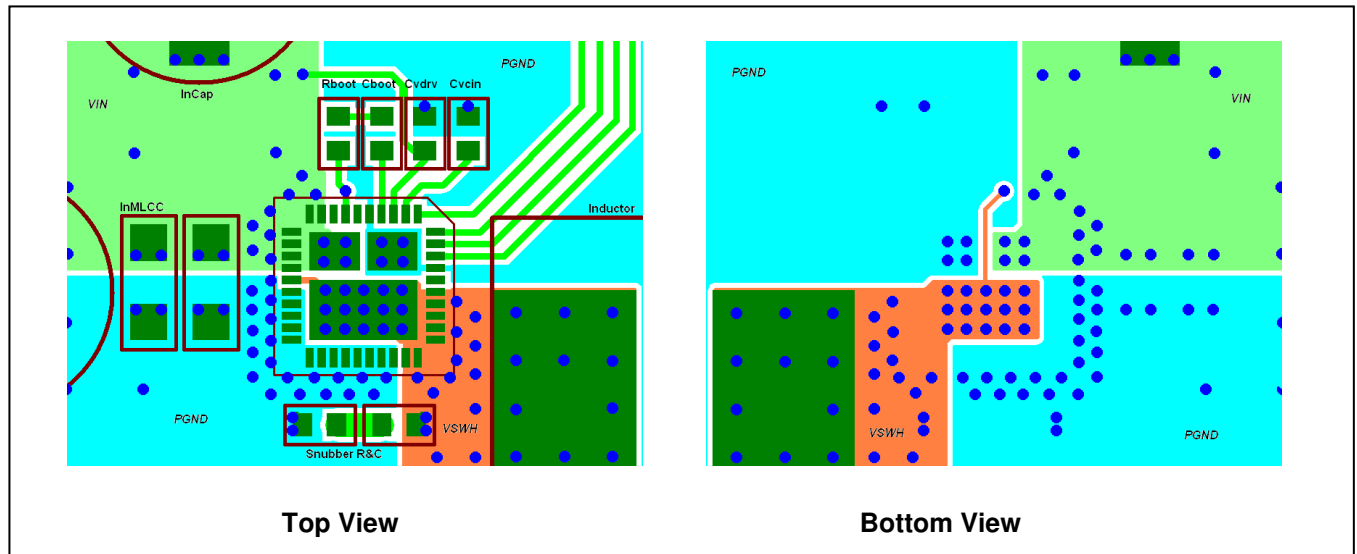 PGND
VIN
InCap
Rboot Cboot Cvdrv Cvcin
InMLCC
Inductor
PGND
VSWH
Snubber R&C
Top View
PGND
VIN
VSWH
PGND
Bottom View